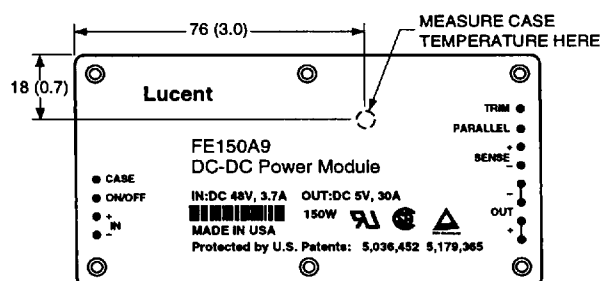 76 (3.0)
MEASURE CASE
TEMPERATURE HERE
18 (0.7)
Lucent
TRIM
PARALLEL
+
SENSE
–
FE150A9
DC-DC Power Module
CASE
ON/OFF
+
IN
–
IN:DC 48V, 3.7A OUT:DC 5V, 30A
150W
MADE IN USA
Protected by U.S. Patents: 5,036,452 5,179,365
–
OUT
+